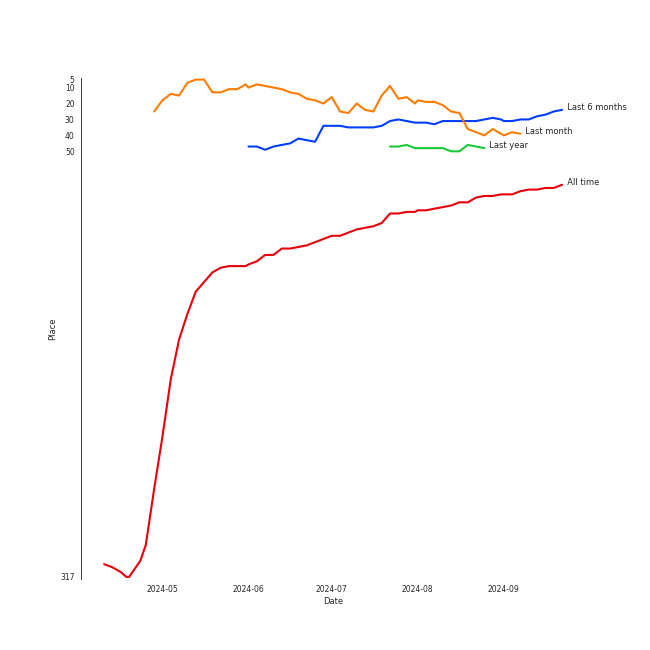 5
10
20
30
40
50
317
Place
Last 6 months
Last month
Last year
All time
2024-05
2024-06
2024-07
2024-08
2024-09
Date